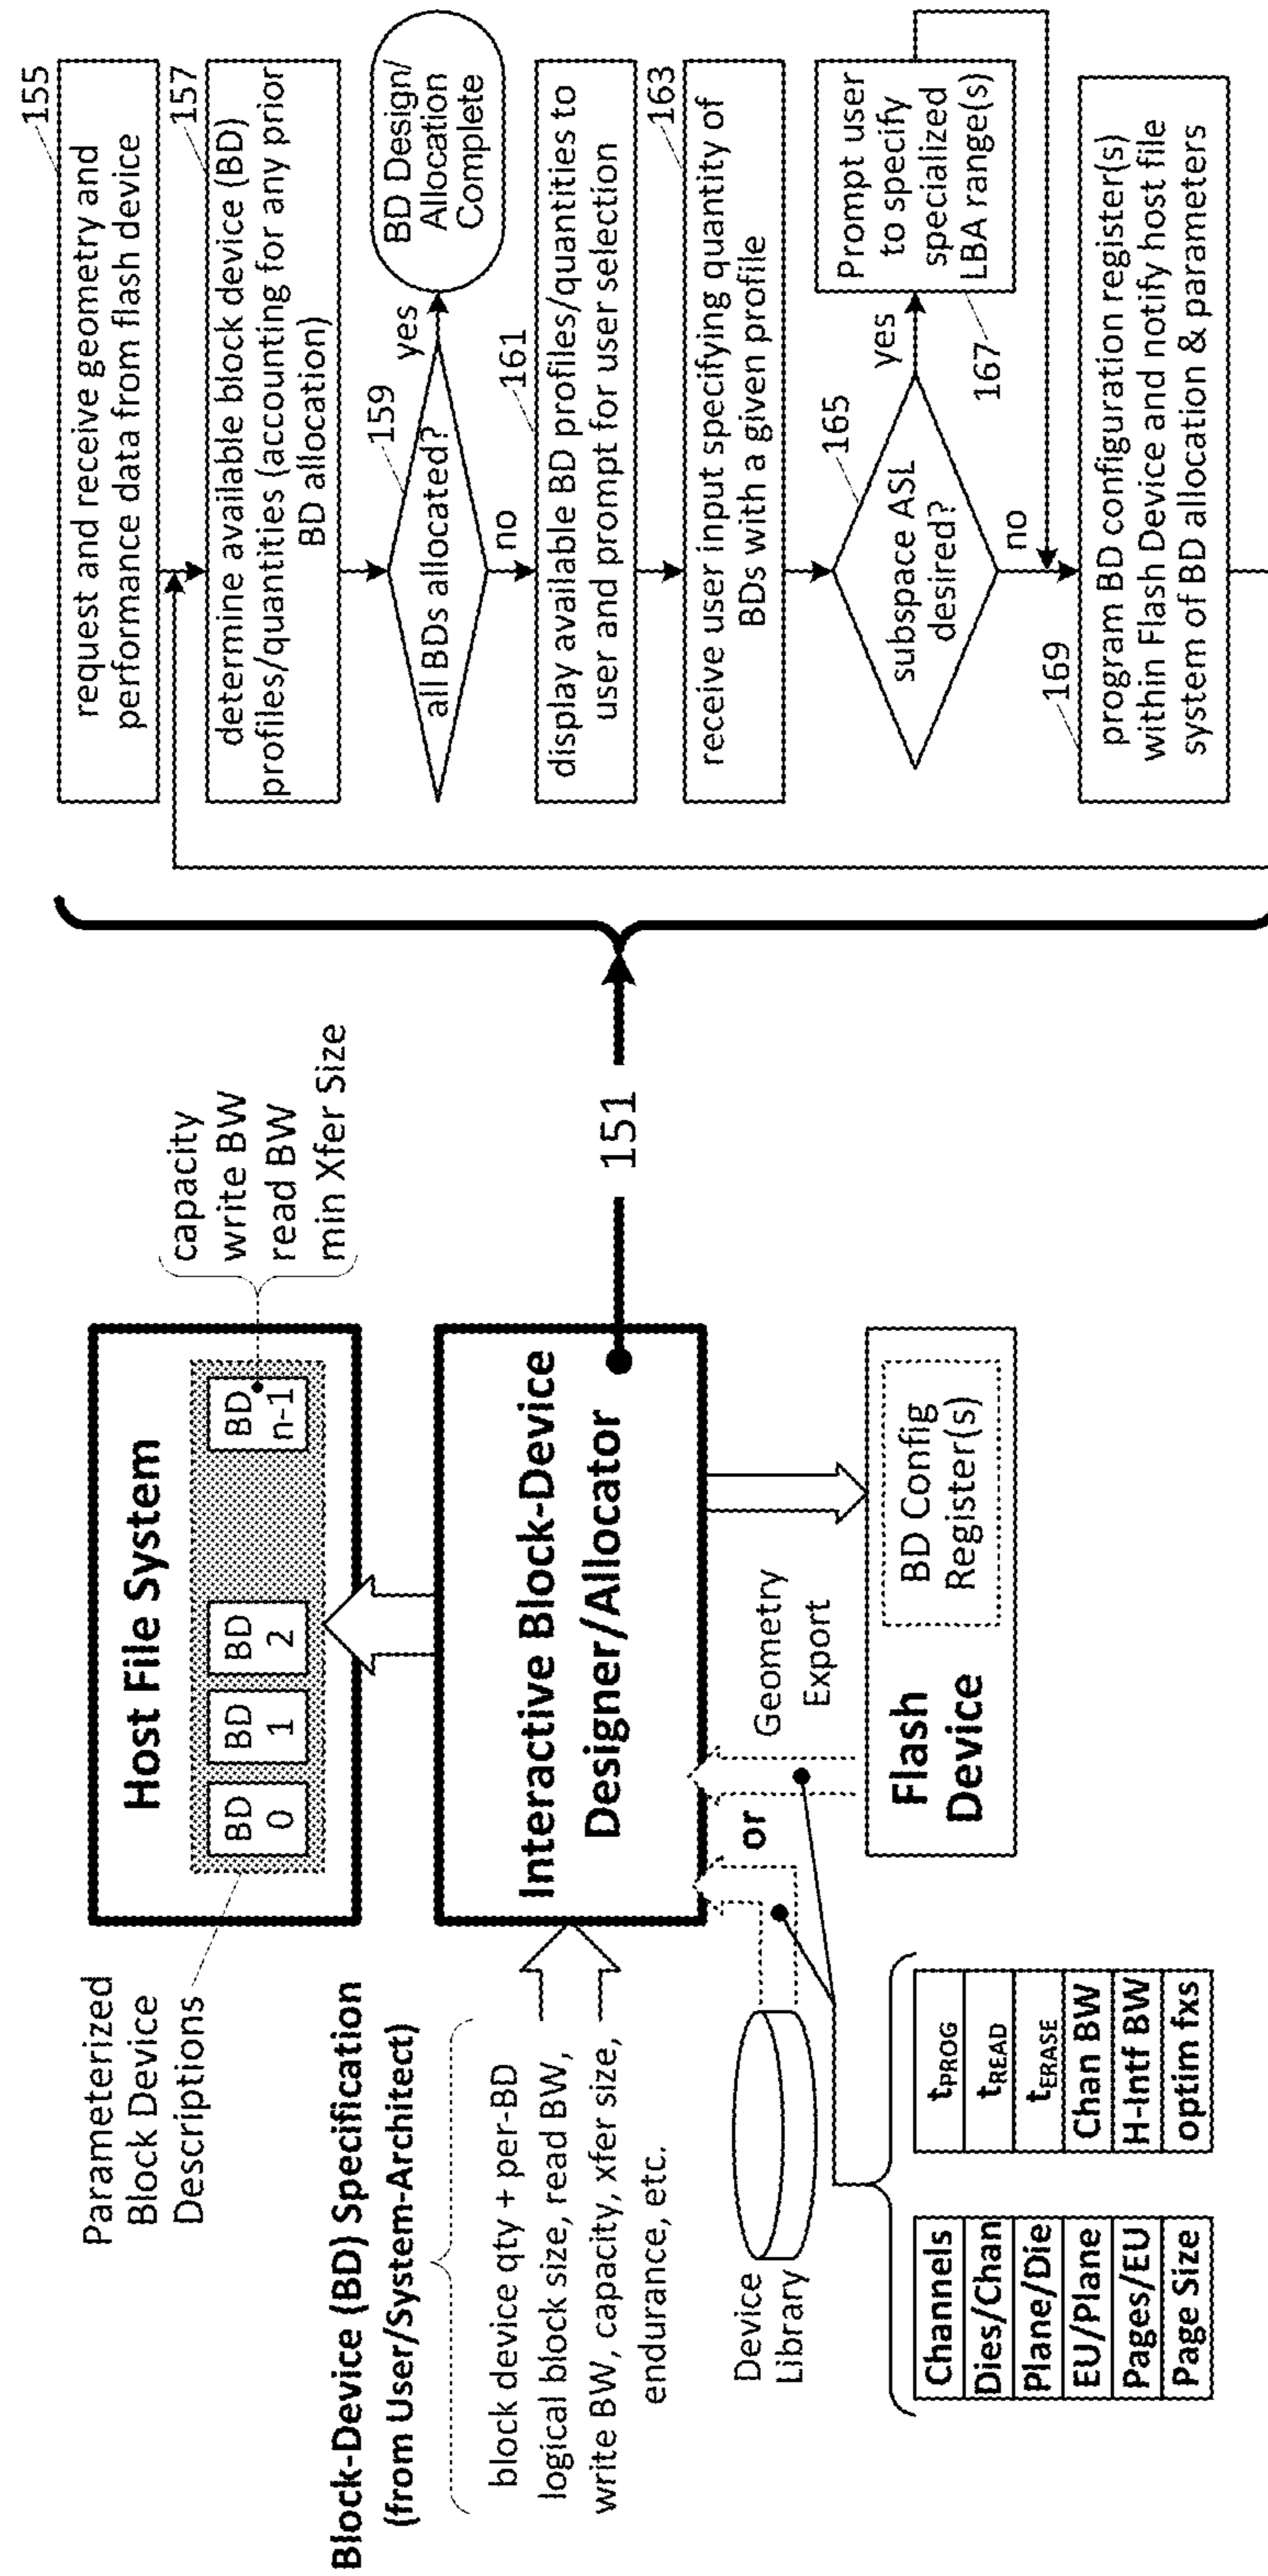 Parameterized
Block Device
Descriptions
Host File System
BD
0
BD
1
BD
2
BD
n-1
capacity
write BW
read BW
min Xfer Size
Block-Device (BD) Specification
(from User/System-Architect)
block device qty + per-BD
logical block size, read BW,
write BW, capacity, xfer size,
endurance, etc.
Interactive Block-Device
Designer/Allocator
151
Device
Library
or
Geometry
Export
Flash
Device
BD Config
Register(s)
Channels
Dies/Chan
Plane/Die
EU/Plane
Pages/EU
Page Size
tPROG
tREAD
tERASE
Chan BW
H-Intf BW
optim fxs
155
request and receive geometry and
performance data from flash device
157
determine available block device (BD)
profiles/quantities (accounting for any prior
BD allocation)
159
all BDs allocated?
yes
BD Design/
Allocation
Complete
no
161
display available BD profiles/quantities to
user and prompt for user selection
163
receive user input specifying quantity of
BDs with a given profile
165
subspace ASL
desired?
yes
Prompt user
to specify
specialized
LBA range(s)
167
no
169
program BD configuration register(s)
within Flash Device and notify host file
system of BD allocation & parameters